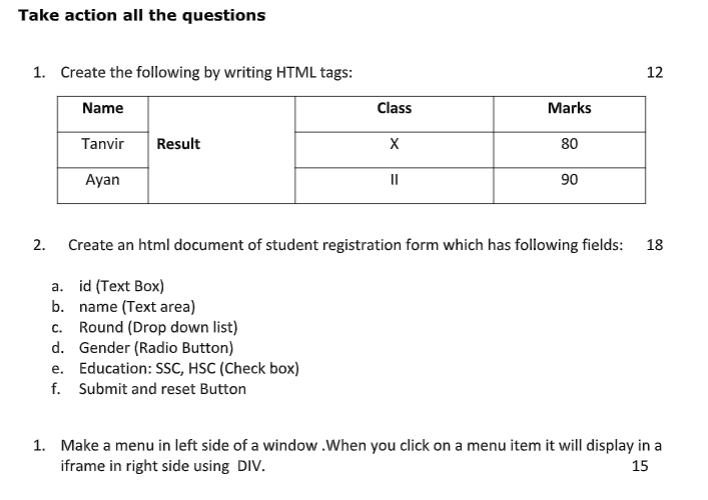 Take action all the questions
1. Create the following by writing HTML tags: 12
Name Class Marks
Tanvir Result X 80
Ayan II 90
2. Create an html document of student registration form which has following fields: 18
a. id (Text Box)
b. name (Text area)
c. Round (Drop down list)
d. Gender (Radio Button)
e. Education: SSC, HSC (Check box)
f. Submit and reset Button
1. Make a menu in left side of a window .When you click on a menu item it will display in a
iframe in right side using DIV. 15